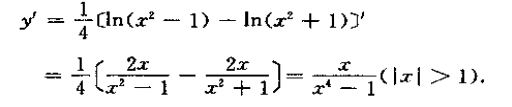 y′ = 1/4 [ln(x² − 1) − ln(x² + 1)]′
= 1/4 (2x/(x² − 1) − 2x/(x² + 1)) = x/(x⁴ − 1) (|x| > 1).